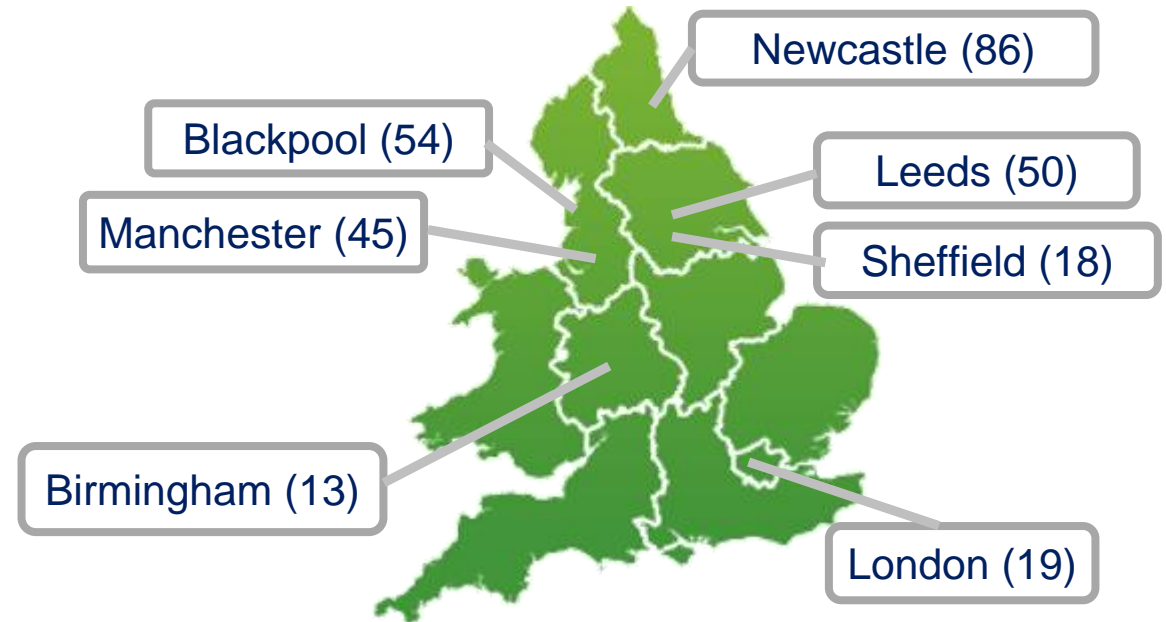 Newcastle (86)
Blackpool (54)
Leeds (50)
Manchester (45)
Sheffield (18)
Birmingham (13)
London (19)